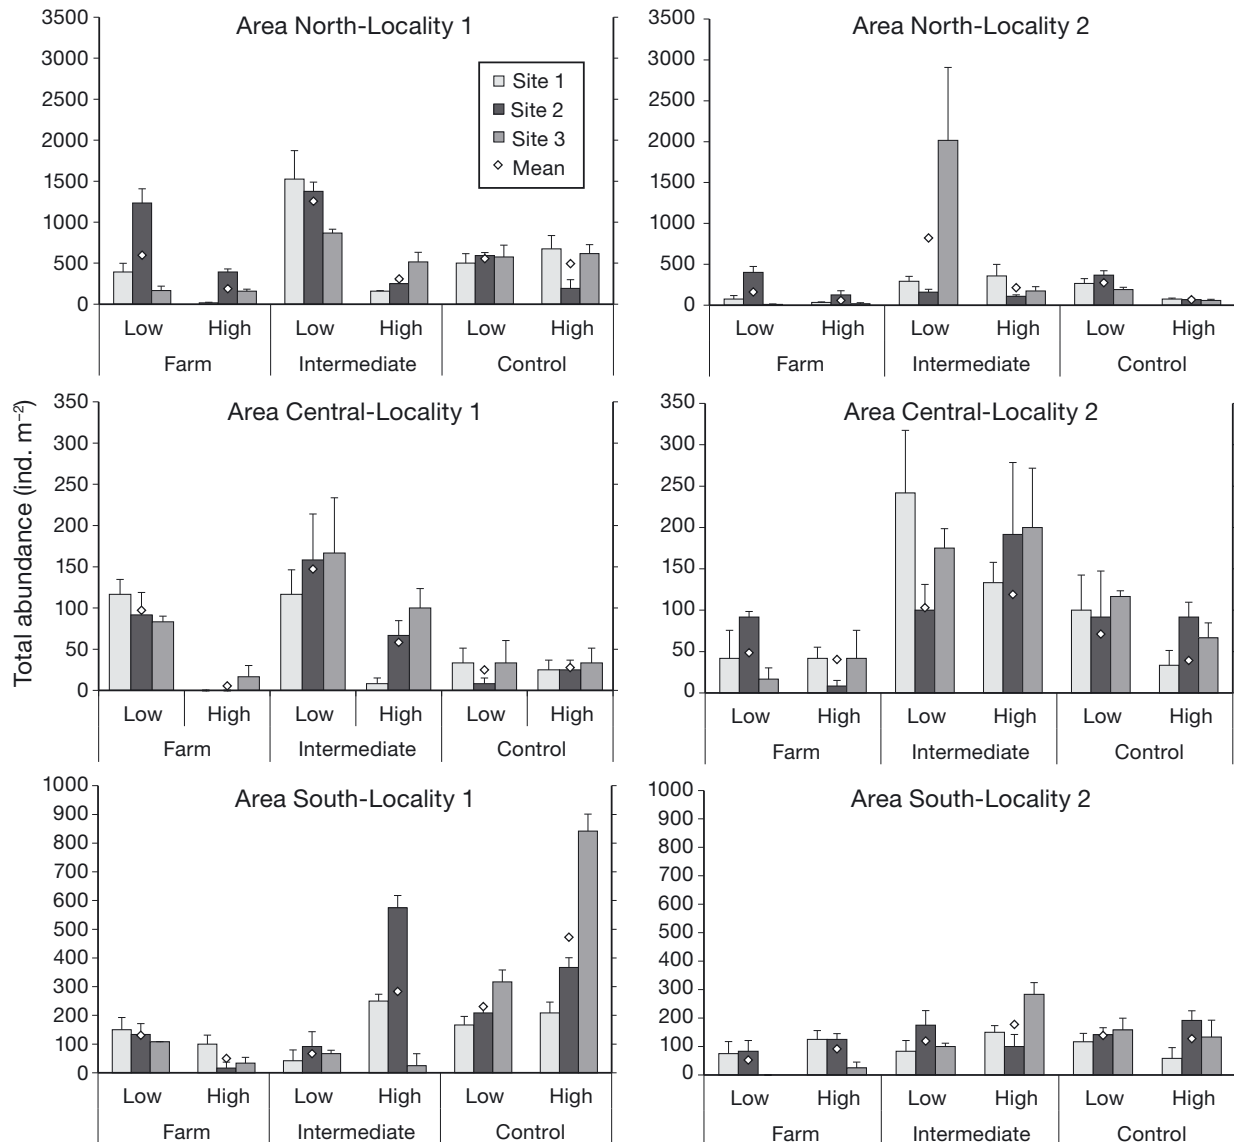 Total abundance (ind. m⁻²)
Area North-Locality 1
3500
3000
2500
2000
1500
1000
500
0
Site 1
Site 2
Site 3
Mean
Low High Low High Low High
Farm Intermediate Control
Area North-Locality 2
3500
3000
2500
2000
1500
1000
500
0
Low High Low High Low High
Farm Intermediate Control
Area Central-Locality 1
350
300
250
200
150
100
50
0
Low High Low High Low High
Farm Intermediate Control
Area Central-Locality 2
350
300
250
200
150
100
50
0
Low High Low High Low High
Farm Intermediate Control
Area South-Locality 1
1000
900
800
700
600
500
400
300
200
100
0
Low High Low High Low High
Farm Intermediate Control
Area South-Locality 2
1000
900
800
700
600
500
400
300
200
100
0
Low High Low High Low High
Farm Intermediate Control